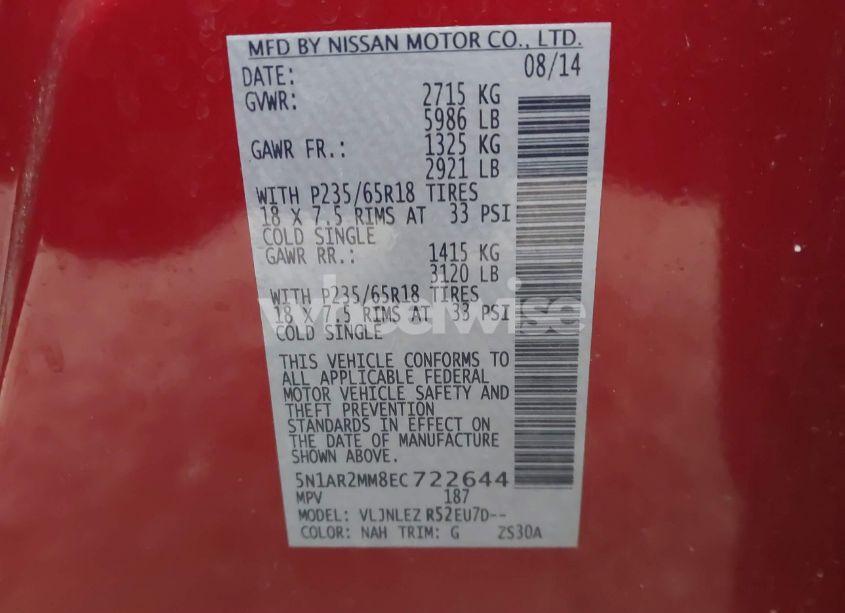 MFD BY NISSAN MOTOR CO., LTD.
DATE: 08/14
GVWR: 2715 KG
5986 LB
GAWR FR.: 1325 KG
2921 LB
WITH P235/65R18 TIRES
18 X 7.5 RIMS AT 33 PSI
COLD SINGLE
GAWR RR.: 1415 KG
3120 LB
WITH P235/65R18 TIRES
18 X 7.5 RIMS AT 33 PSI
COLD SINGLE
wheelwise
THIS VEHICLE CONFORMS TO
ALL APPLICABLE FEDERAL
MOTOR VEHICLE SAFETY AND
THEFT PREVENTION
STANDARDS IN EFFECT ON
THE DATE OF MANUFACTURE
SHOWN ABOVE.
5N1AR2MM8EC722644
MPV 187
MODEL: VLJNLEZ R52EU7D--
COLOR: NAH TRIM: G ZS30A